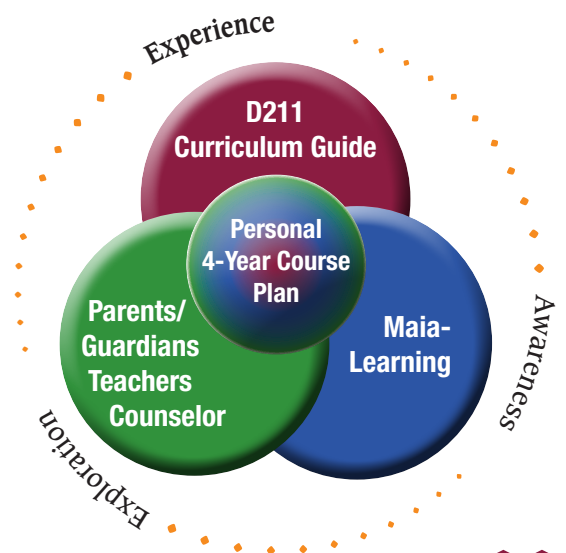 Experience
D211
Curriculum Guide
Personal
4-Year Course
Plan
Parents/
Guardians
Teachers
Counselor
Maia-
Learning
Awareness
Exploration